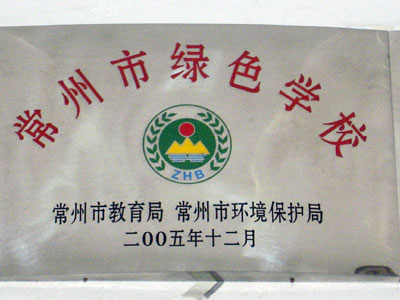 常州市绿色学校
ZHB
常州市教育局 常州市环境保护局
二00五年十二月